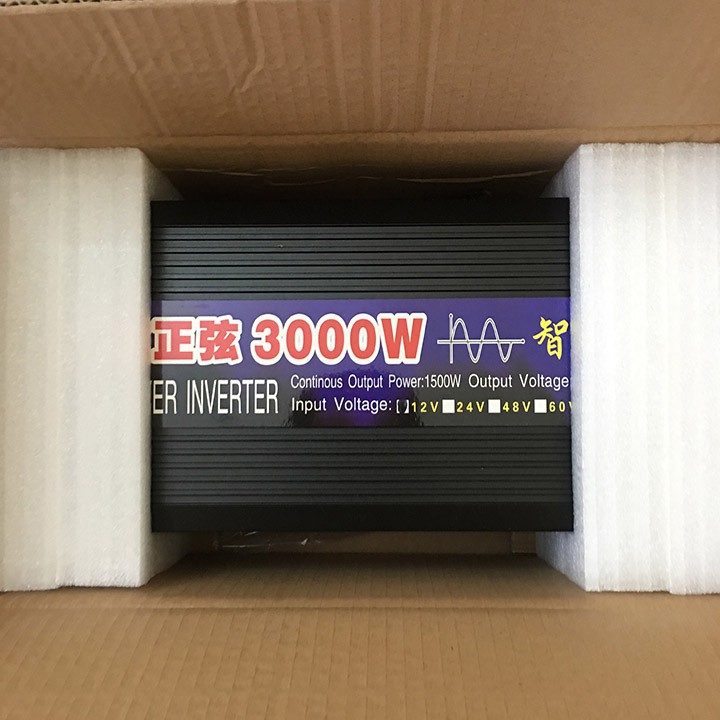 正弦 3000W 智
ER INVERTER
Continous Output Power:1500W Output Voltage
Input Voltage:[ ]12V■24V■48V■60V